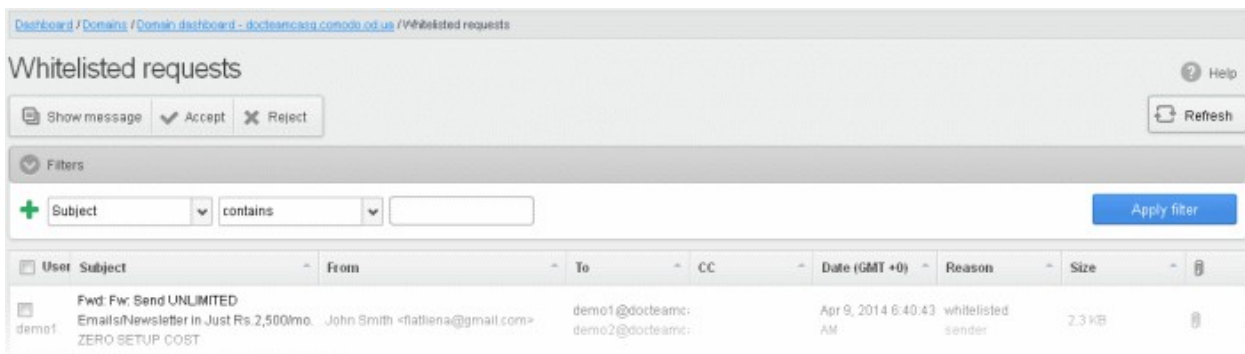 Dashboard / Domains / Domain dashboard - docteamcasg.comodo.od.ua / Whitelisted requests
Whitelisted requests
Help
Show message Accept Reject
Refresh
Filters
Subject contains
Apply filter
User Subject From To CC Date (GMT +0) Reason Size
Fwd: Fw: Send UNLIMITED
Emails/Newsletter in Just Rs.2,500/mo.
ZERO SETUP COST
demo1
John Smith <flatliena@gmail.com>
demo1@docteamc
demo2@docteamc
Apr 9, 2014 6:40:43
AM
whitelisted
sender
2,3 KB